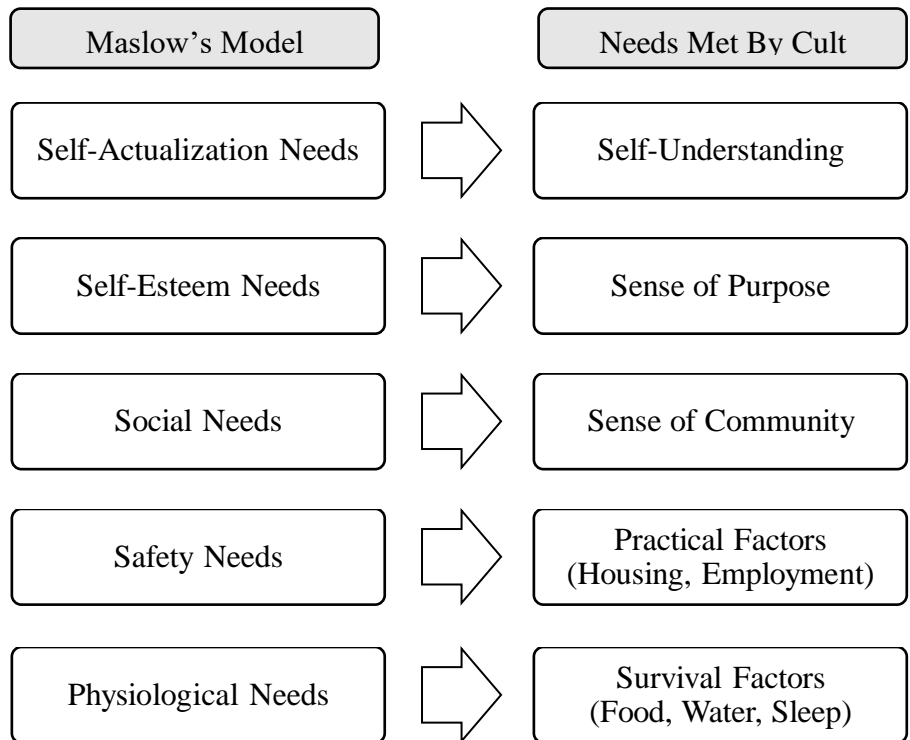 Maslow's Model
Needs Met By Cult
Self-Actualization Needs
Self-Understanding
Self-Esteem Needs
Sense of Purpose
Social Needs
Sense of Community
Safety Needs
Practical Factors
(Housing, Employment)
Physiological Needs
Survival Factors
(Food, Water, Sleep)